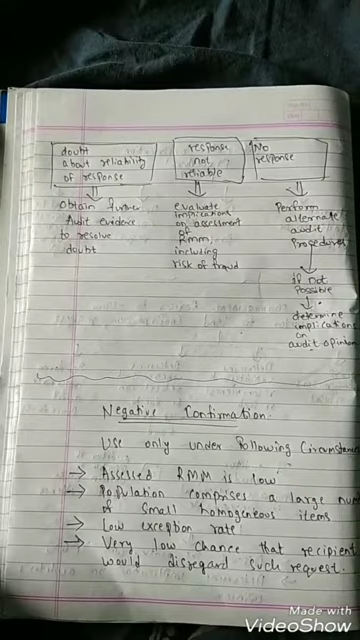 doubt
about reliability
of response
response
not
reliable
No
response
obtain further
Audit evidence
to resolve
doubt
evaluate
implications
on assessment
of
RMM,
including
risk of fraud
Perform
alternate
audit
Procedures
if not
Possible
determine
implications
on
audit opinion
Negative Confirmation
Use only under Following Circumstances
→ Assessed RMM is low
→ Population comprises a large num
of small homogeneous items
→ Low exception rate
→ Very low chance that recipient
would disregard such request.
Made with
VideoShow